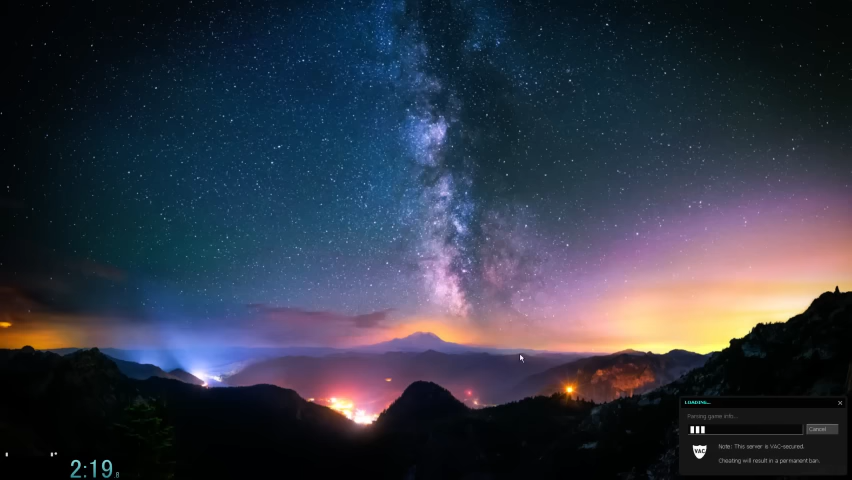 LOADING...
Parsing game info...
Cancel
VAC
Note: This server is VAC-secured.
Cheating will result in a permanent ban.
2:19.8